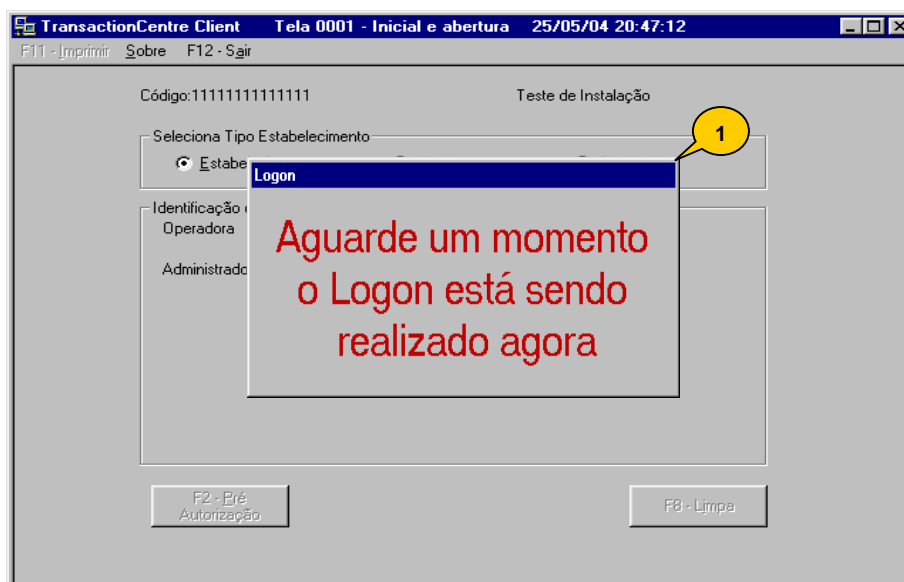 TransactionCentre Client Tela 0001 - Inicial e abertura 25/05/04 20:47:12
F11 - Imprimir Sobre F12 - Sair
Código:11111111111111 Teste de Instalação
Seleciona Tipo Estabelecimento
1
Estabe
Logon
Identificação
Operadora
Administrado
Aguarde um momento
o Logon está sendo
realizado agora
F2 - Pré
Autorização
F8 - Limpa